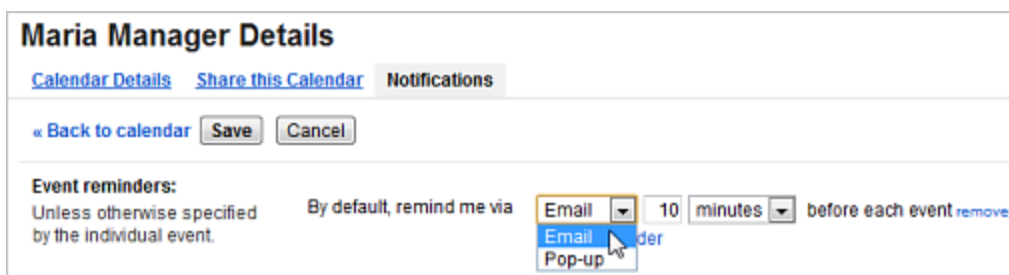 Maria Manager Details
Calendar Details Share this Calendar Notifications
« Back to calendar Save Cancel
Event reminders:
Unless otherwise specified
by the individual event.
By default, remind me via Email 10 minutes before each event remove
Email
Pop-up